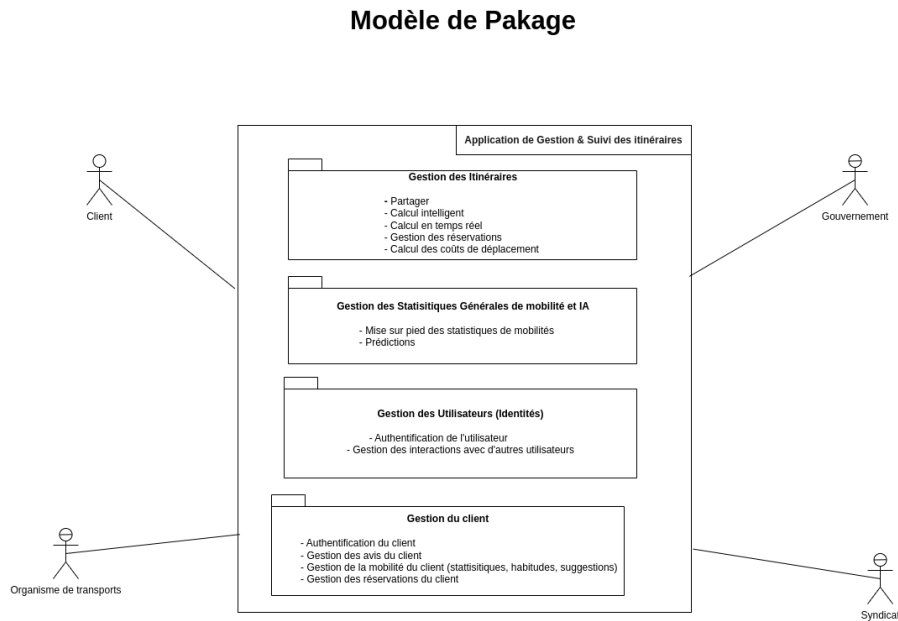 Modèle de Pakage
Application de Gestion & Suivi des itinéraires
Client
Gouvernement
Gestion des Itinéraires
- Partager
- Calcul intelligent
- Calcul en temps réel
- Gestion des réservations
- Calcul des coûts de déplacement
Gestion des Statisitiques Générales de mobilité et IA
- Mise sur pied des statistiques de mobilités
- Prédictions
Gestion des Utilisateurs (Identités)
- Authentification de l'utilisateur
- Gestion des interactions avec d'autres utilisateurs
Gestion du client
- Authentification du client
- Gestion des avis du client
- Gestion de la mobilité du client (stattisitiques, habitudes, suggestions)
- Gestion des réservations du client
Organisme de transports
Syndicat